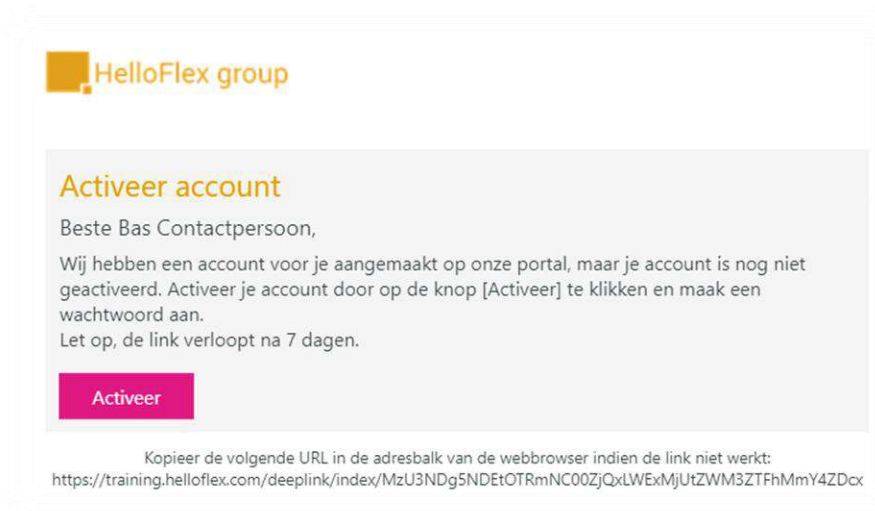 HelloFlex group
Activeer account
Beste Bas Contactpersoon,
Wij hebben een account voor je aangemaakt op onze portal, maar je account is nog niet
geactiveerd. Activeer je account door op de knop [Activeer] te klikken en maak een
wachtwoord aan.
Let op, de link verloopt na 7 dagen.
Activeer
Kopieer de volgende URL in de adresbalk van de webbrowser indien de link niet werkt:
https://training.helloflex.com/deeplink/index/MzU3NDg5NDEtOTRmNC00ZjQxLWExMjUtZWM3ZTFhMmY4ZDcx